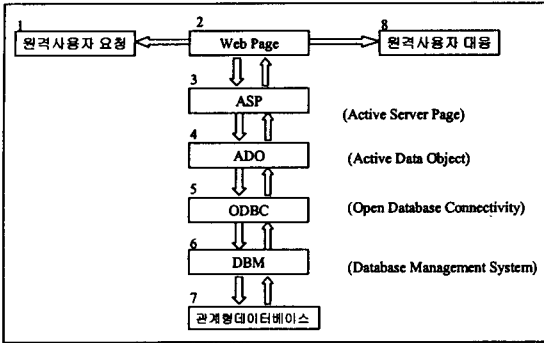 1
원격사용자 요청
2
Web Page
8
원격사용자 대응
3
ASP
(Active Server Page)
4
ADO
(Active Data Object)
5
ODBC
(Open Database Connectivity)
6
DBM
(Database Management System)
7
관계형데이터베이스